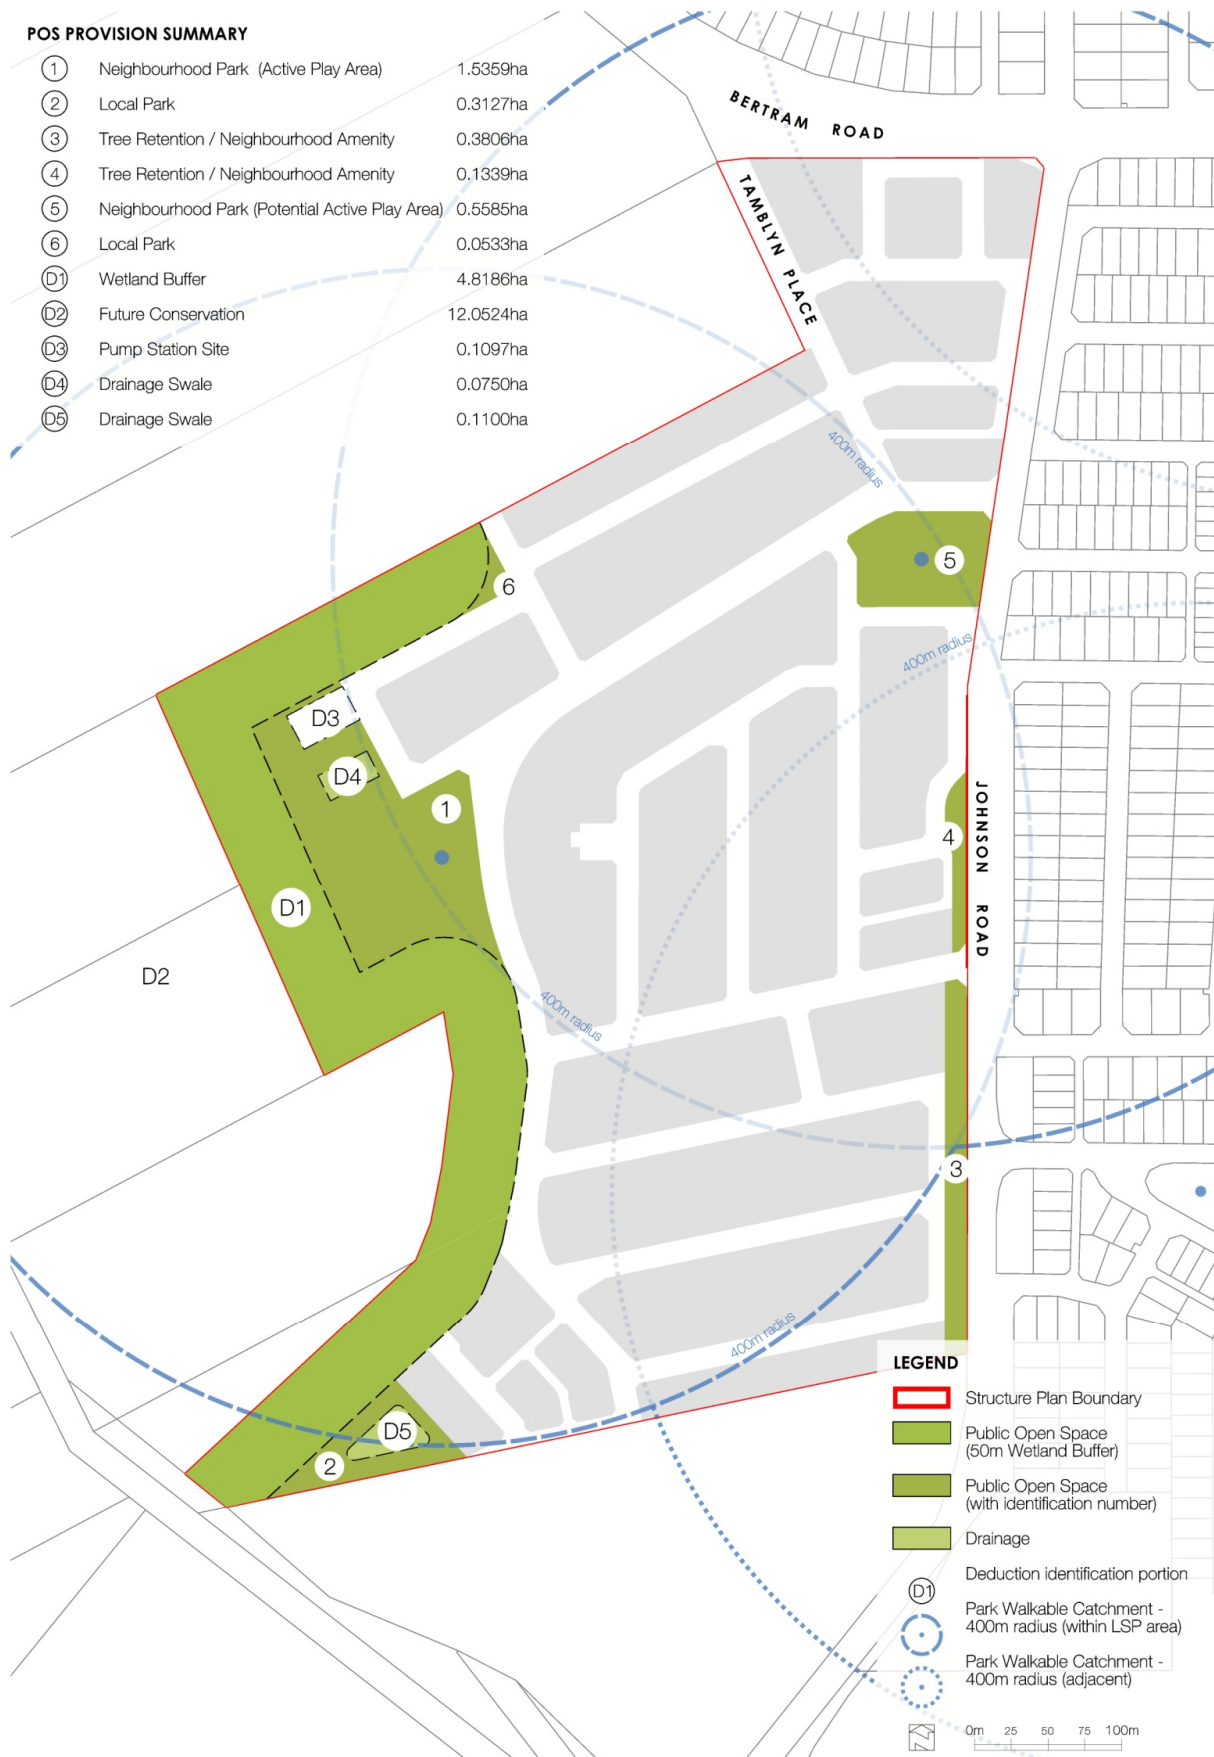 POS PROVISION SUMMARY
1 Neighbourhood Park (Active Play Area) 1.5359ha
2 Local Park 0.3127ha
3 Tree Retention / Neighbourhood Amenity 0.3806ha
4 Tree Retention / Neighbourhood Amenity 0.1339ha
5 Neighbourhood Park (Potential Active Play Area) 0.5585ha
6 Local Park 0.0533ha
D1 Wetland Buffer 4.8186ha
D2 Future Conservation 12.0524ha
D3 Pump Station Site 0.1097ha
D4 Drainage Swale 0.0750ha
D5 Drainage Swale 0.1100ha
BERTRAM ROAD
TAMBLYN PLACE
400m radius
5
6
400m radius
D3
D4
1
JOHNSON ROAD
4
D1
D2
400m radius
3
400m radius
D5
2
LEGEND
Structure Plan Boundary
Public Open Space
(50m Wetland Buffer)
Public Open Space
(with identification number)
Drainage
Deduction identification portion
D1
Park Walkable Catchment -
400m radius (within LSP area)
Park Walkable Catchment -
400m radius (adjacent)
0m 25 50 75 100m